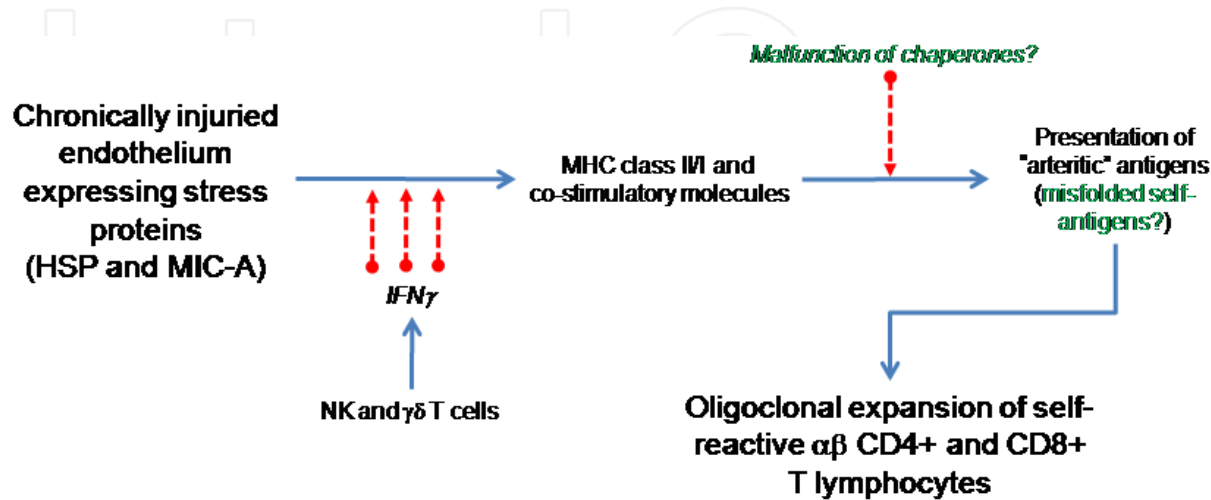 Malfunction of chaperones?
Chronically injuried
endothelium
expressing stress
proteins
(HSP and MIC-A)
MHC class II/I and
co-stimulatory molecules
Presentation of
"arteritic" antigens
(misfolded self-
antigens?)
IFNγ
NK and γδ T cells
Oligoclonal expansion of self-
reactive αβ CD4+ and CD8+
T lymphocytes